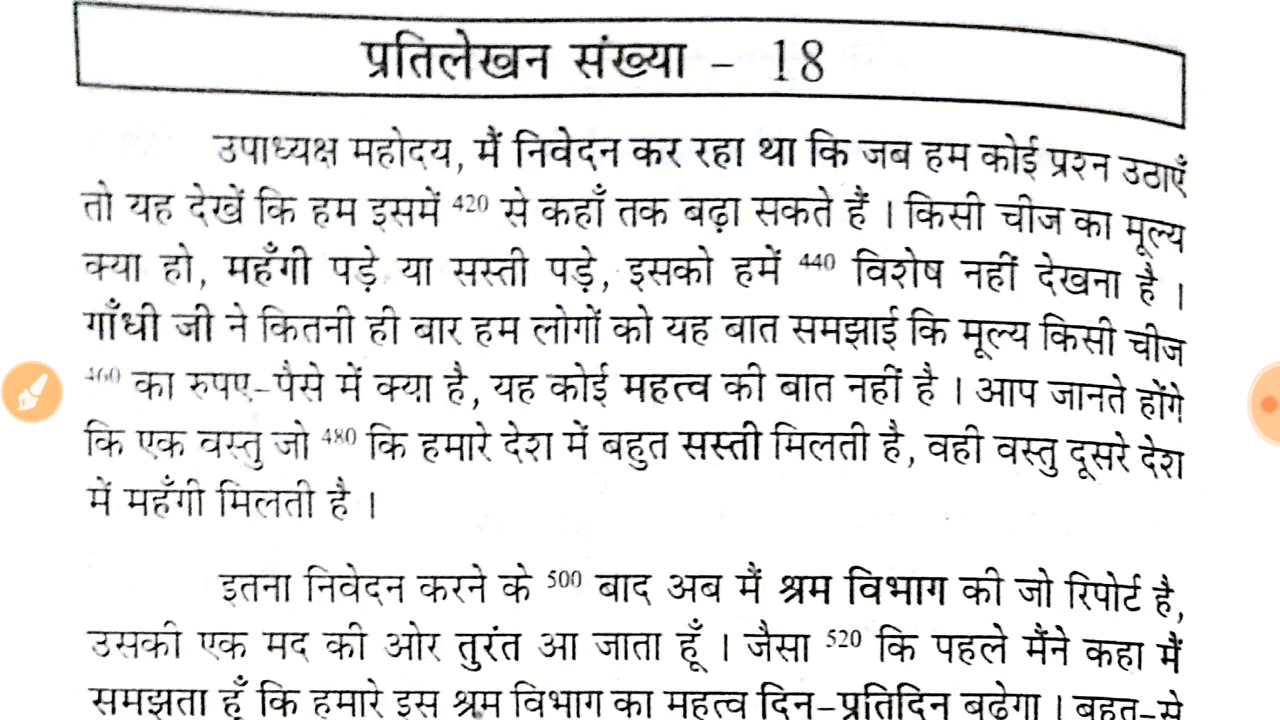 प्रतिलेखन संख्या – 18
उपाध्यक्ष महोदय, मैं निवेदन कर रहा था कि जब हम कोई प्रश्न उठाएँ
तो यह देखें कि हम इसमें 420 से कहाँ तक बढ़ा सकते हैं । किसी चीज का मूल्य
क्या हो, महँगी पड़े या सस्ती पड़े, इसको हमें 440 विशेष नहीं देखना है ।
गाँधी जी ने कितनी ही बार हम लोगों को यह बात समझाई कि मूल्य किसी चीज
460 का रुपए-पैसे में क्या है, यह कोई महत्व की बात नहीं है । आप जानते होंगे
कि एक वस्तु जो 480 कि हमारे देश में बहुत सस्ती मिलती है, वही वस्तु दूसरे देश
में महँगी मिलती है ।
इतना निवेदन करने के 500 बाद अब मैं श्रम विभाग की जो रिपोर्ट है,
उसकी एक मद की ओर तुरंत आ जाता हूँ । जैसा 520 कि पहले मैंने कहा मैं
समझता हूँ कि हमारे इस श्रम विभाग का महत्व दिन-प्रतिदिन बढ़ेगा । बहुत-से